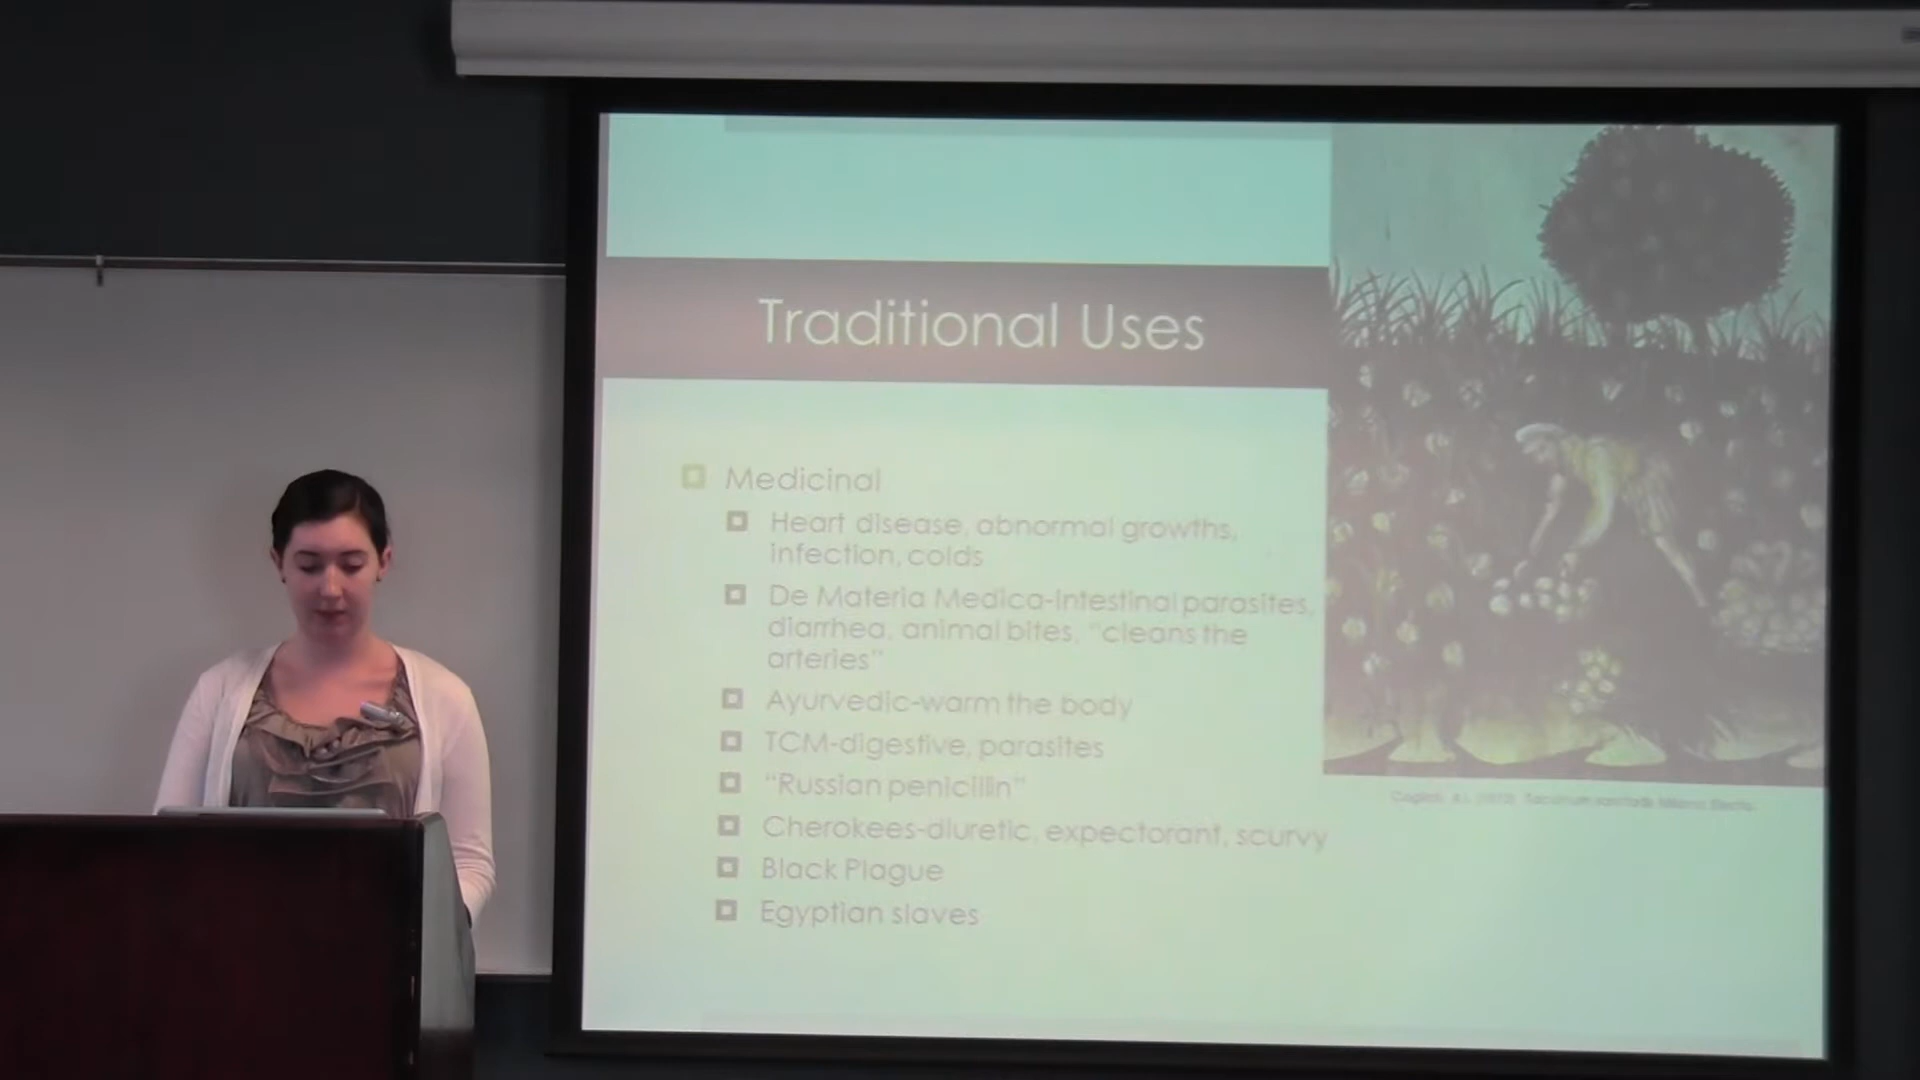 Traditional Uses
Medicinal
Heart disease, abnormal growths,
infection, colds
De Materia Medica-Intestinal parasites,
diarrhea, animal bites, "cleans the
arteries"
Ayurvedic-warm the body
TCM-digestive, parasites
"Russian penicillin"
Cherokees-diuretic, expectorant, scurvy
Black Plague
Egyptian slaves